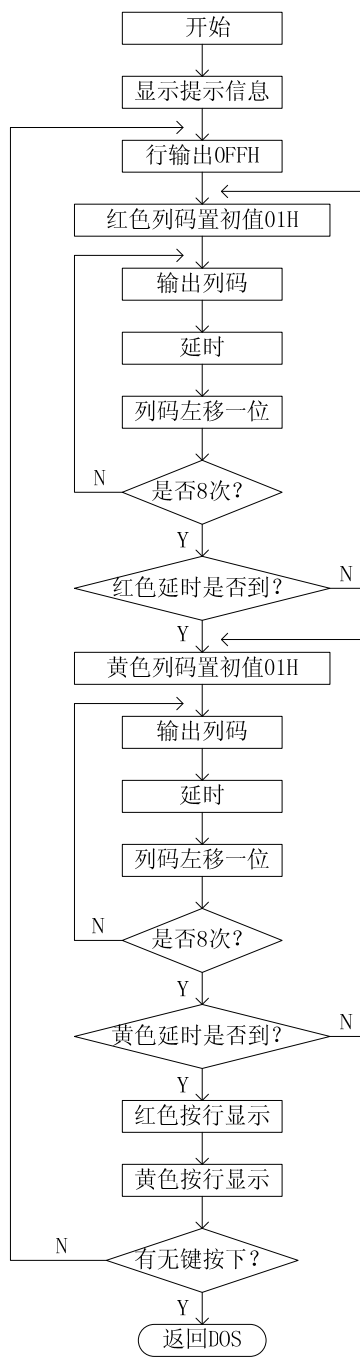 开始
显示提示信息
行输出0FFH
红色列码置初值01H
输出列码
延时
列码左移一位
是否8次?
N
Y
红色延时是否到?
N
Y
黄色列码置初值01H
输出列码
延时
列码左移一位
是否8次?
N
Y
黄色延时是否到?
N
Y
红色按行显示
黄色按行显示
有无键按下?
N
Y
返回DOS